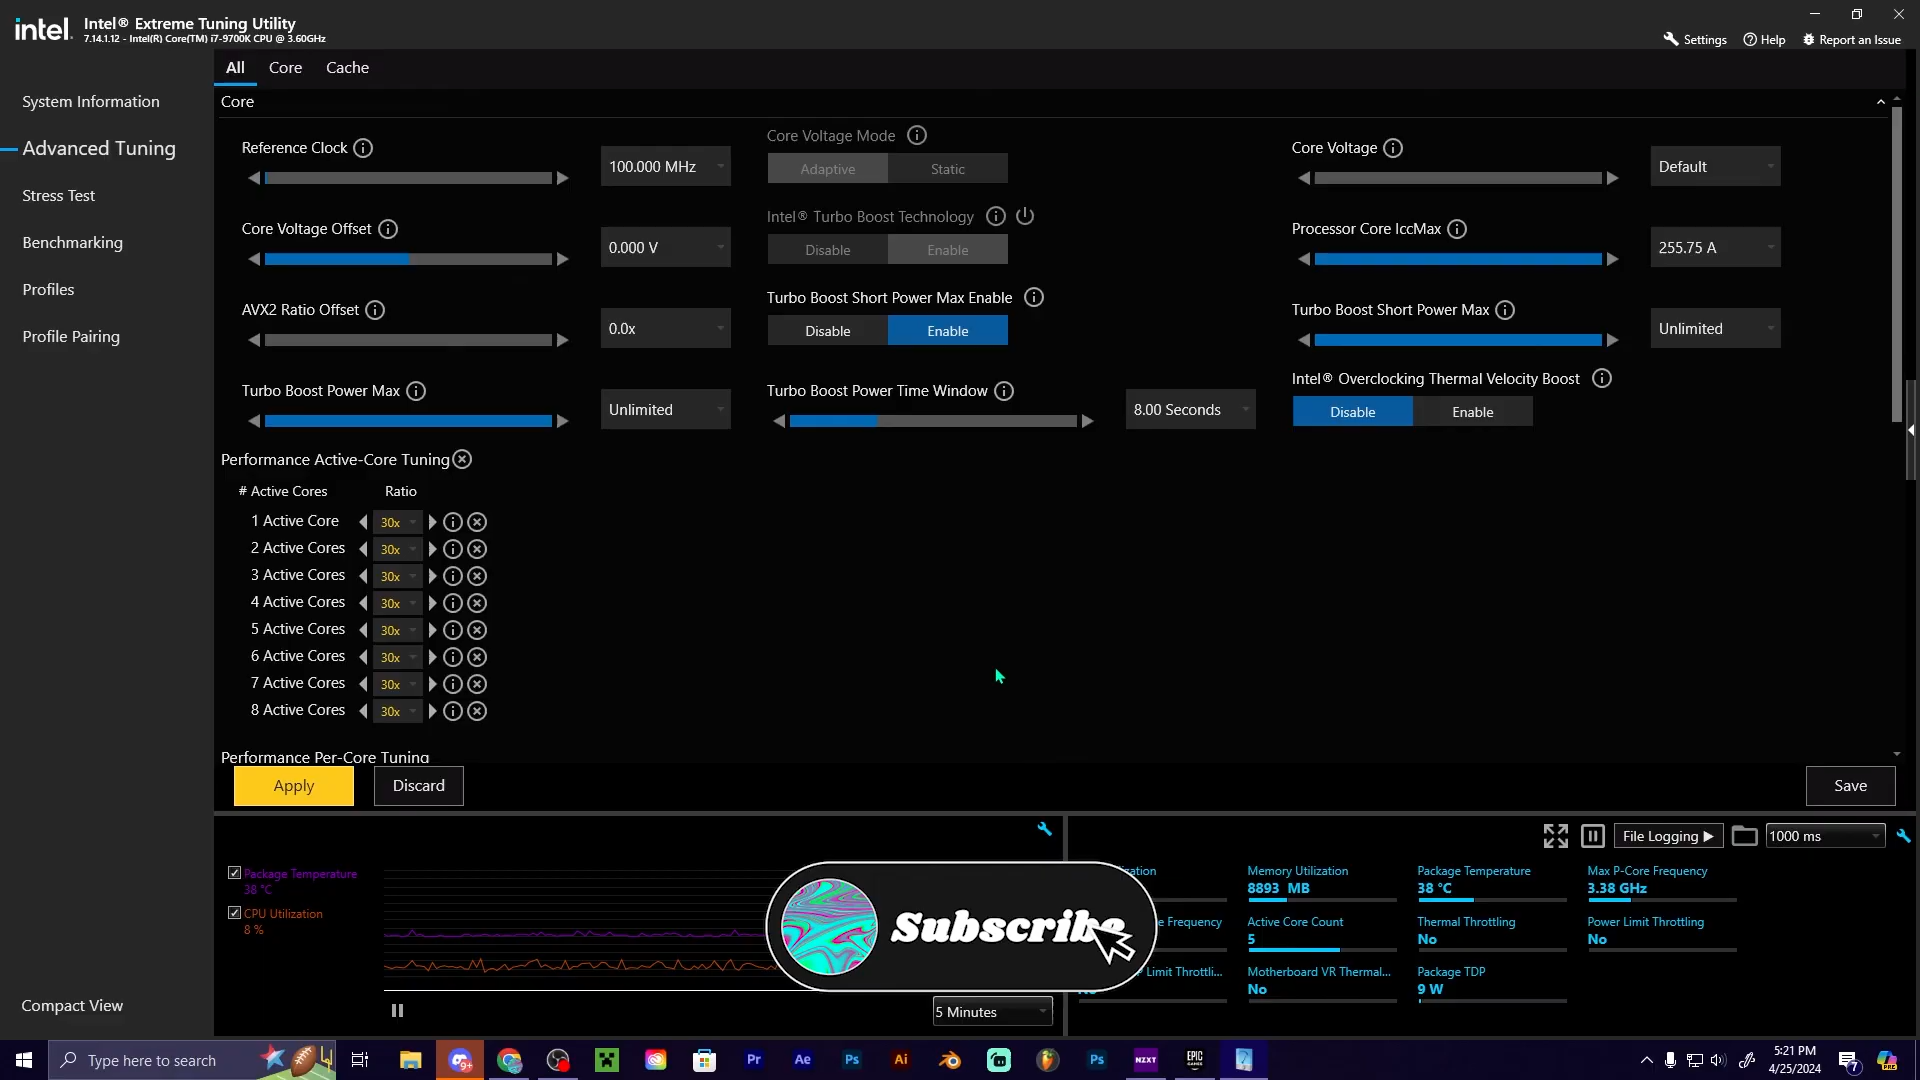 intel.
Intel® Extreme Tuning Utility
7.14.1.12 - Intel(R) Core(TM) i7-9700K CPU @ 3.60GHz
Settings
Help
Report an Issue
System Information
Advanced Tuning
Stress Test
Benchmarking
Profiles
Profile Pairing
Compact View
All
Core
Cache
Core
Reference Clock
100.000 MHz
Core Voltage Mode
Adaptive
Static
Core Voltage
Default
Core Voltage Offset
0.000 V
Intel® Turbo Boost Technology
Disable
Enable
Processor Core IccMax
255.75 A
AVX2 Ratio Offset
0.0x
Turbo Boost Short Power Max Enable
Disable
Enable
Turbo Boost Short Power Max
Unlimited
Turbo Boost Power Max
Unlimited
Turbo Boost Power Time Window
8.00 Seconds
Intel® Overclocking Thermal Velocity Boost
Disable
Enable
Performance Active-Core Tuning
# Active Cores Ratio
1 Active Core 30x
2 Active Cores 30x
3 Active Cores 30x
4 Active Cores 30x
5 Active Cores 30x
6 Active Cores 30x
7 Active Cores 30x
8 Active Cores 30x
Performance Per-Core Tuning
Apply
Discard
Save
File Logging
1000 ms
Package Temperature
38 °C
CPU Utilization
8 %
5 Minutes
Subscribe
ization
Memory Utilization
8893 MB
Package Temperature
38 °C
Max P-Core Frequency
3.38 GHz
e Frequency
Active Core Count
5
Thermal Throttling
No
Power Limit Throttling
No
Limit Throttli...
Motherboard VR Thermal...
No
Package TDP
9 W
Type here to search
9+
Pr
Ae
Ps
Ai
Ps
NZXT
EPIC
GAMES
5:21 PM
4/25/2024
7
PRE